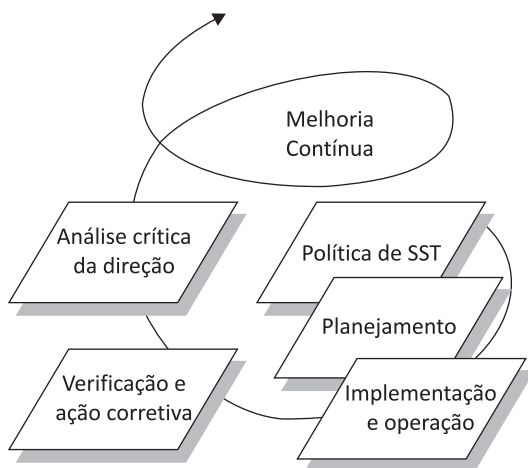 Melhoria
Contínua
Análise crítica
da direção
Política de SST
Planejamento
Verificação e
ação corretiva
Implementação
e operação